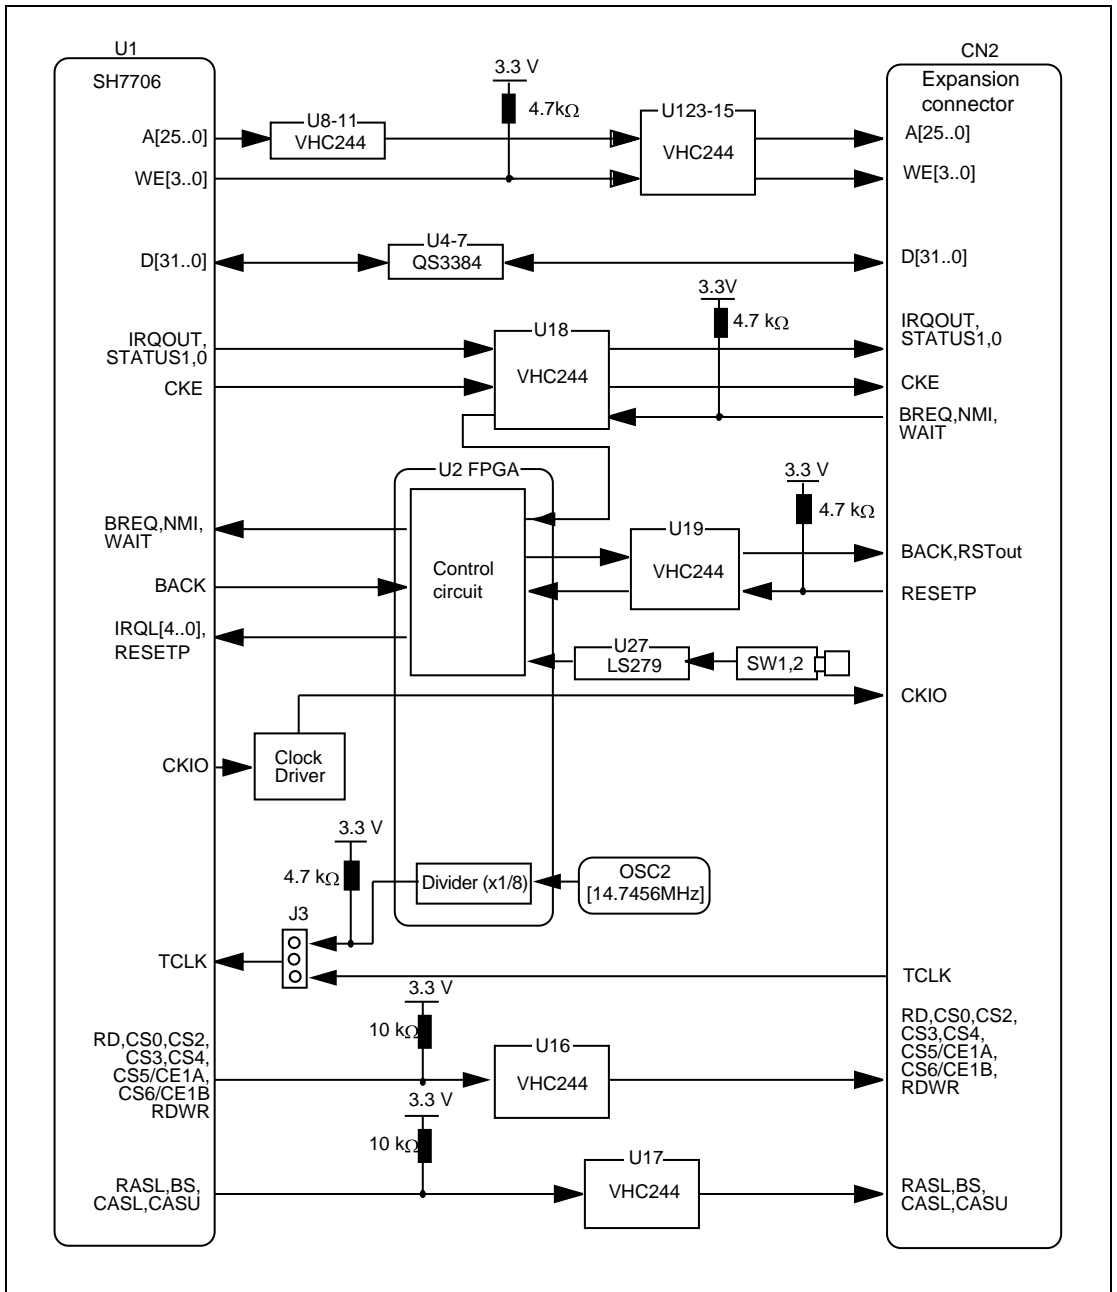 U1
CN2
SH7706
3.3 V
Expansion
connector
4.7kΩ
U8-11
VHC244
U123-15
VHC244
A[25..0]
A[25..0]
WE[3..0]
WE[3..0]
U4-7
QS3384
D[31..0]
D[31..0]
3.3V
4.7 kΩ
IRQOUT,
STATUS1,0
U18
VHC244
IRQOUT,
STATUS1,0
CKE
CKE
BREQ,NMI,
WAIT
U2 FPGA
3.3 V
4.7 kΩ
BREQ,NMI,
WAIT
Control
circuit
U19
VHC244
BACK,RSTout
BACK
RESETP
IRQL[4..0],
RESETP
U27
LS279
SW1,2
CKIO
CKIO
Clock
Driver
3.3 V
4.7 kΩ
Divider (x1/8)
OSC2
[14.7456MHz]
J3
TCLK
TCLK
3.3 V
10 kΩ
RD,CS0,CS2,
CS3,CS4,
CS5/CE1A,
CS6/CE1B
RDWR
U16
VHC244
RD,CS0,CS2,
CS3,CS4,
CS5/CE1A,
CS6/CE1B,
RDWR
3.3 V
10 kΩ
U17
VHC244
RASL,BS,
CASL,CASU
RASL,BS,
CASL,CASU